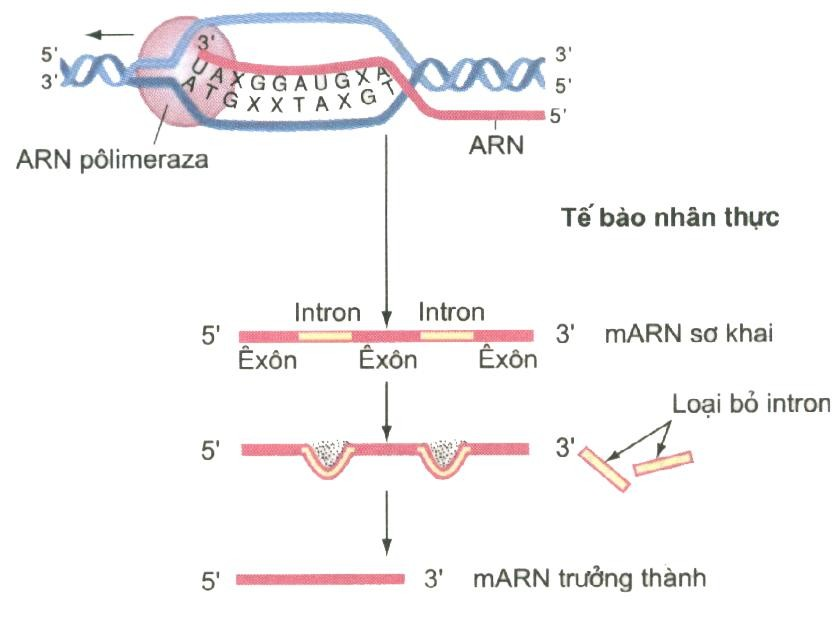 3'
5'
3'
3'
5'
UAXGGAUGXA
ATGXXTAXGT
5'
ARN pôlimeraza
ARN
Tế bào nhân thực
Intron
Intron
5'
3'
mARN sơ khai
Êxôn
Êxôn
Êxôn
Loại bỏ intron
5'
3'
5'
3'
mARN trưởng thành